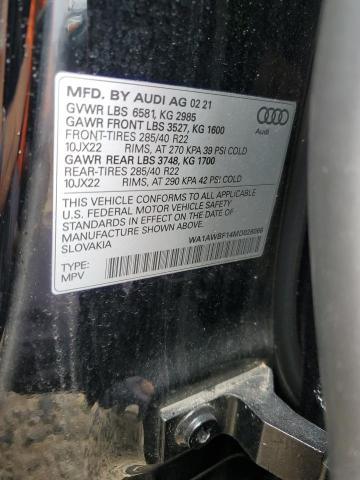 MFD. BY AUDI AG 02 21
GVWR LBS 6581, KG 2985
GAWR FRONT LBS 3527, KG 1600
FRONT-TIRES 285/40 R22
10JX22 RIMS, AT 270 KPA 39 PSI COLD
GAWR REAR LBS 3748, KG 1700
REAR-TIRES 285/40 R22
10JX22 RIMS, AT 290 KPA 42 PSI COLD
THIS VEHICLE CONFORMS TO ALL APPLICABLE
U.S. FEDERAL MOTOR VEHICLE SAFETY
STANDARDS IN EFFECT ON THE DATE OF
MANUFACTURE SHOWN ABOVE.
SLOVAKIA
TYPE:
MPV
Audi